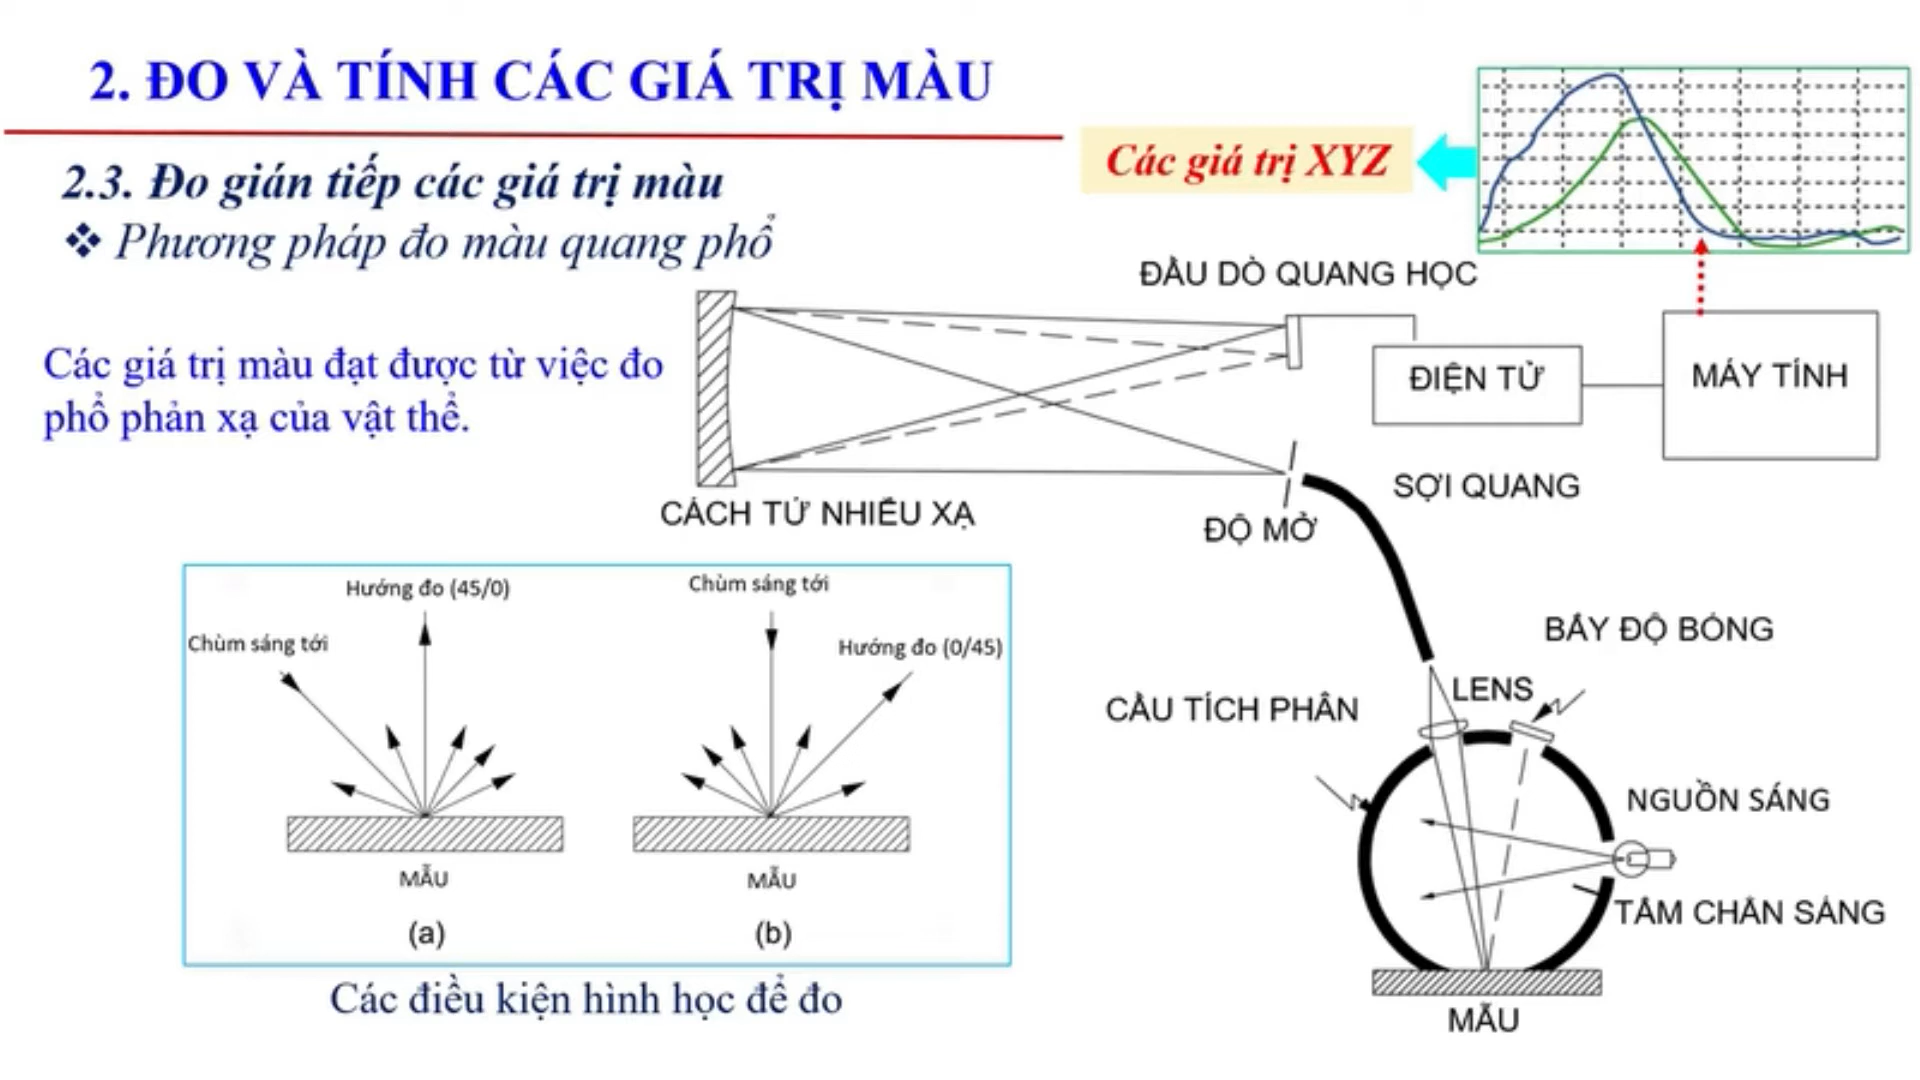 2. ĐO VÀ TÍNH CÁC GIÁ TRỊ MÀU
2.3. Đo gián tiếp các giá trị màu
❖ Phương pháp đo màu quang phổ
Các giá trị XYZ
Các giá trị màu đạt được từ việc đo
phổ phản xạ của vật thể.
ĐẦU DÒ QUANG HỌC
ĐIỆN TỬ
MÁY TÍNH
CÁCH TỬ NHIỄU XẠ
ĐỘ MỞ
SỢI QUANG
Hướng đo (45/0)
Chùm sáng tới
MẪU
(a)
Chùm sáng tới
Hướng đo (0/45)
MẪU
(b)
Các điều kiện hình học để đo
BẪY ĐỘ BÓNG
LENS
CẦU TÍCH PHÂN
NGUỒN SÁNG
TẤM CHẮN SÁNG
MẪU